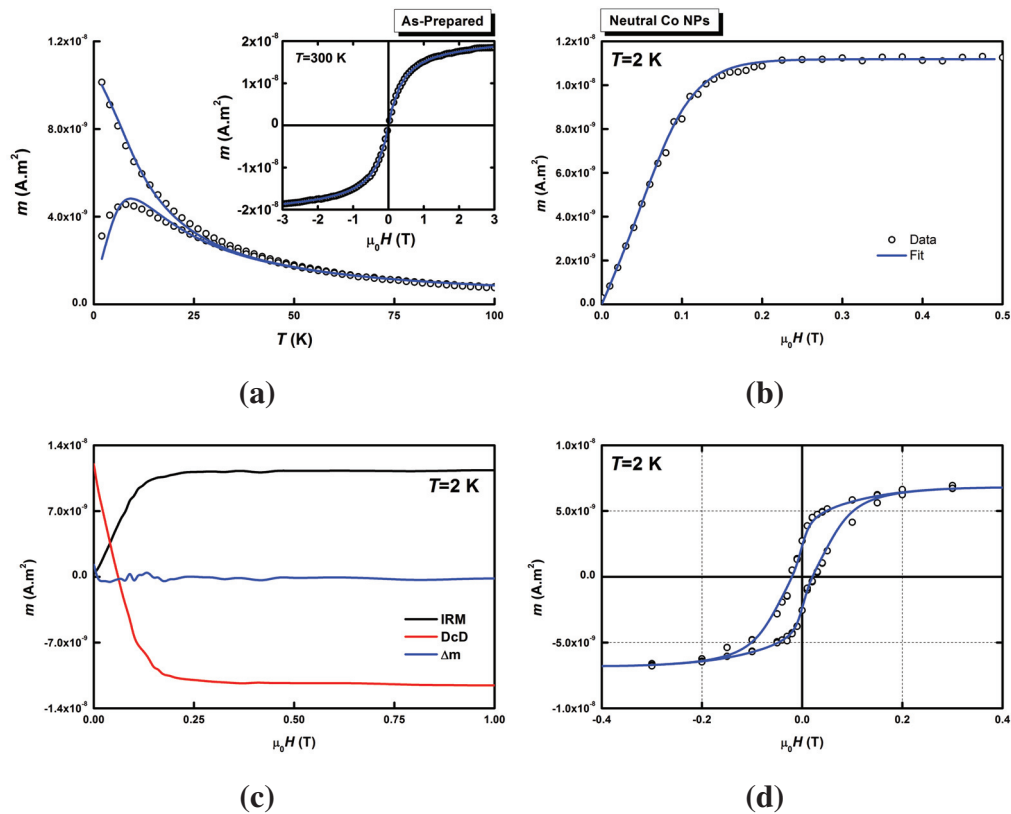 As-Prepared
1.2x10⁻⁸
8.0x10⁻⁹
4.0x10⁻⁹
0.0
m (A.m²)
0 25 50 75 100
T (K)
T=300 K
2x10⁻⁸
1x10⁻⁸
0
-1x10⁻⁸
-2x10⁻⁸
m (A.m²)
-3 -2 -1 0 1 2 3
μ₀H (T)
(a)
Neutral Co NPs
T=2 K
1.2x10⁻⁸
1.0x10⁻⁸
8.0x10⁻⁹
6.0x10⁻⁹
4.0x10⁻⁹
2.0x10⁻⁹
0.0
m (A.m²)
Data
Fit
0.0 0.1 0.2 0.3 0.4 0.5
μ₀H (T)
(b)
1.4x10⁻⁸
7.0x10⁻⁹
0.0
-7.0x10⁻⁹
-1.4x10⁻⁸
m (A.m²)
T=2 K
IRM
DcD
Δm
0.00 0.25 0.50 0.75 1.00
μ₀H (T)
(c)
1.0x10⁻⁸
5.0x10⁻⁹
0.0
-5.0x10⁻⁹
-1.0x10⁻⁸
m (A.m²)
T=2 K
-0.4 -0.2 0.0 0.2 0.4
μ₀H (T)
(d)